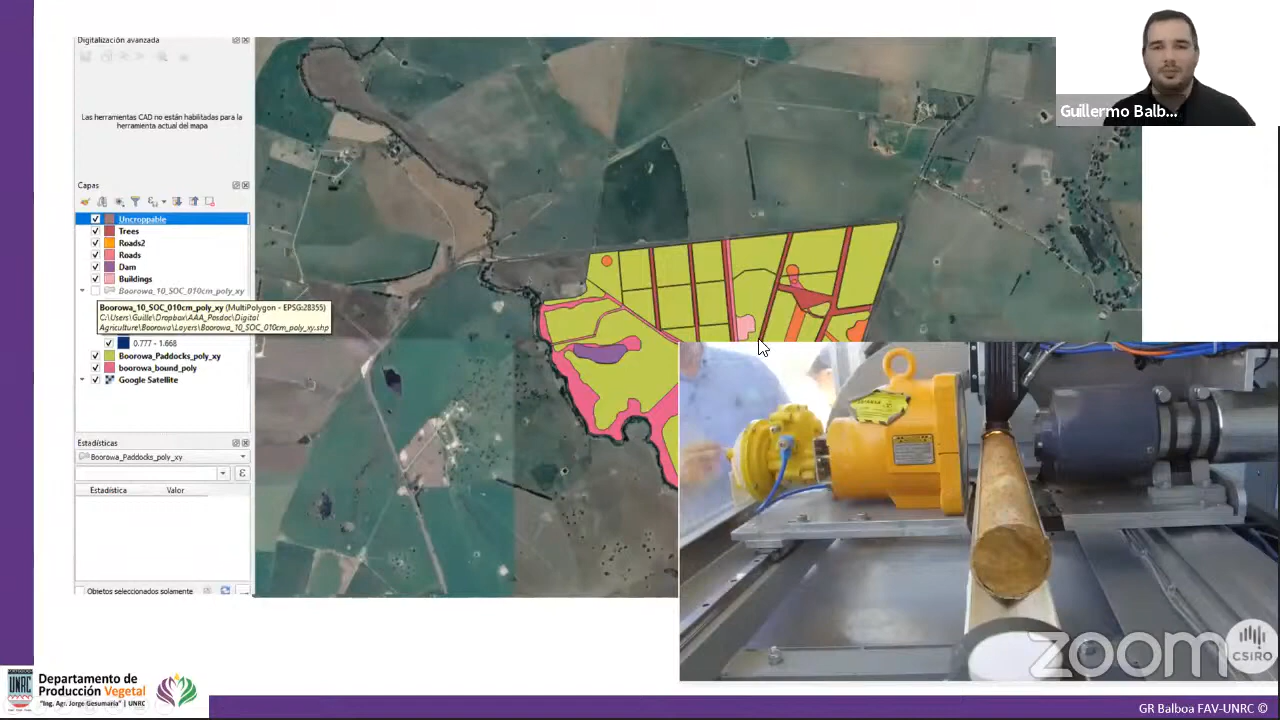 Digitalización avanzada
Las herramientas CAD no están habilitadas para la
herramienta actual del mapa
Capas
Uncroppable
Trees
Roads2
Roads
Dam
Buildings
Boorowa_10_SOC_010cm_poly_xy
Boorowa_10_SOC_010cm_poly_xy (MultiPolygon - EPSG:28355)
C:\Users\Guille\Dropbox\AAA_Posdoc\Digital
Agriculture\Boorowa\Layers\Boorowa_10_SOC_010cm_poly_xy.shp
0.777 - 1.668
Boorowa_Paddocks_poly_xy
boorowa_bound_poly
Google Satellite
Estadísticas
Boorowa_Paddocks_poly_xy
ε
Estadística Valor
Objetos seleccionados solamente
Guillermo Balb...
zoom
CSIRO
UNRC
Departamento de
Producción Vegetal
"Ing. Agr. Jorge Gesumaría" | UNRC
GR Balboa FAV-UNRC ©